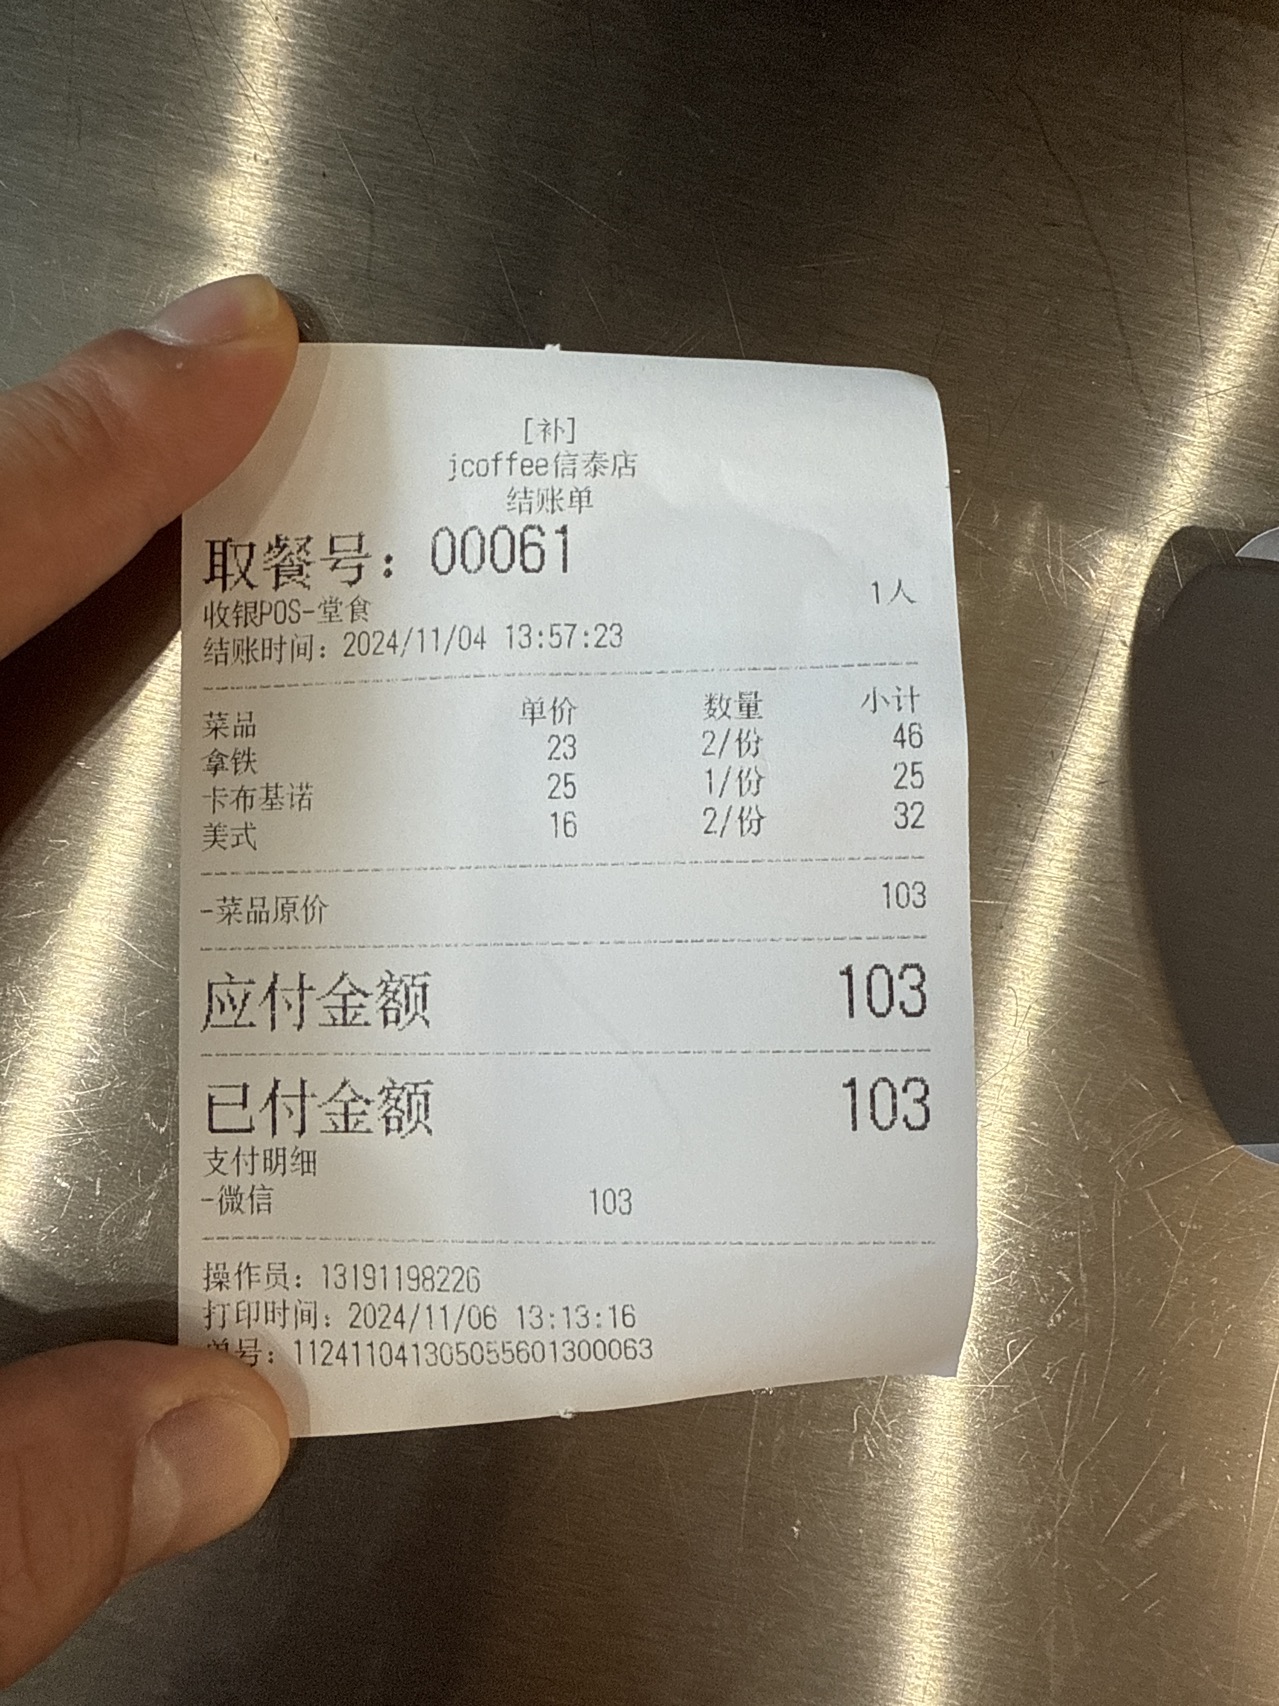 [补]
jcoffee信泰店
结账单
取餐号：00061
收银POS-堂食 1人
结账时间：2024/11/04 13:57:23
菜品 单价 数量 小计
拿铁 23 2/份 46
卡布基诺 25 1/份 25
美式 16 2/份 32
-菜品原价 103
应付金额 103
已付金额 103
支付明细
-微信 103
操作员：13191198226
打印时间：2024/11/06 13:13:16
单号：112411041305055601300063